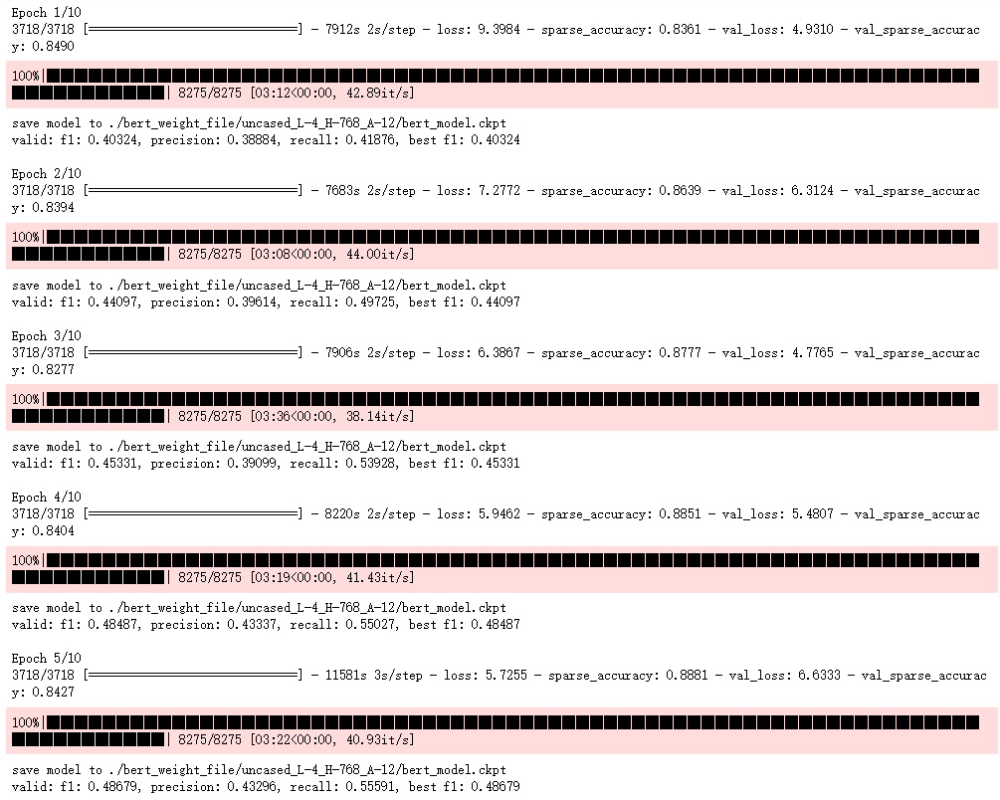 Epoch 1/10
3718/3718 [==============================] - 7912s 2s/step - loss: 9.3984 - sparse_accuracy: 0.8361 - val_loss: 4.9310 - val_sparse_accurac
y: 0.8490
100%|██████████████████████████████████████████████████████████████████
███████████| 8275/8275 [03:12<00:00, 42.89it/s]
save model to ./bert_weight_file/uncased_L-4_H-768_A-12/bert_model.ckpt
valid: f1: 0.40324, precision: 0.38884, recall: 0.41876, best f1: 0.40324
Epoch 2/10
3718/3718 [==============================] - 7683s 2s/step - loss: 7.2772 - sparse_accuracy: 0.8639 - val_loss: 6.3124 - val_sparse_accurac
y: 0.8394
100%|██████████████████████████████████████████████████████████████████
███████████| 8275/8275 [03:08<00:00, 44.00it/s]
save model to ./bert_weight_file/uncased_L-4_H-768_A-12/bert_model.ckpt
valid: f1: 0.44097, precision: 0.39614, recall: 0.49725, best f1: 0.44097
Epoch 3/10
3718/3718 [==============================] - 7906s 2s/step - loss: 6.3867 - sparse_accuracy: 0.8777 - val_loss: 4.7765 - val_sparse_accurac
y: 0.8277
100%|██████████████████████████████████████████████████████████████████
███████████| 8275/8275 [03:36<00:00, 38.14it/s]
save model to ./bert_weight_file/uncased_L-4_H-768_A-12/bert_model.ckpt
valid: f1: 0.45331, precision: 0.39099, recall: 0.53928, best f1: 0.45331
Epoch 4/10
3718/3718 [==============================] - 8220s 2s/step - loss: 5.9462 - sparse_accuracy: 0.8851 - val_loss: 5.4807 - val_sparse_accurac
y: 0.8404
100%|██████████████████████████████████████████████████████████████████
███████████| 8275/8275 [03:19<00:00, 41.43it/s]
save model to ./bert_weight_file/uncased_L-4_H-768_A-12/bert_model.ckpt
valid: f1: 0.48487, precision: 0.43337, recall: 0.55027, best f1: 0.48487
Epoch 5/10
3718/3718 [==============================] - 11581s 3s/step - loss: 5.7255 - sparse_accuracy: 0.8881 - val_loss: 6.6333 - val_sparse_accurac
y: 0.8427
100%|██████████████████████████████████████████████████████████████████
███████████| 8275/8275 [03:22<00:00, 40.93it/s]
save model to ./bert_weight_file/uncased_L-4_H-768_A-12/bert_model.ckpt
valid: f1: 0.48679, precision: 0.43296, recall: 0.55591, best f1: 0.48679